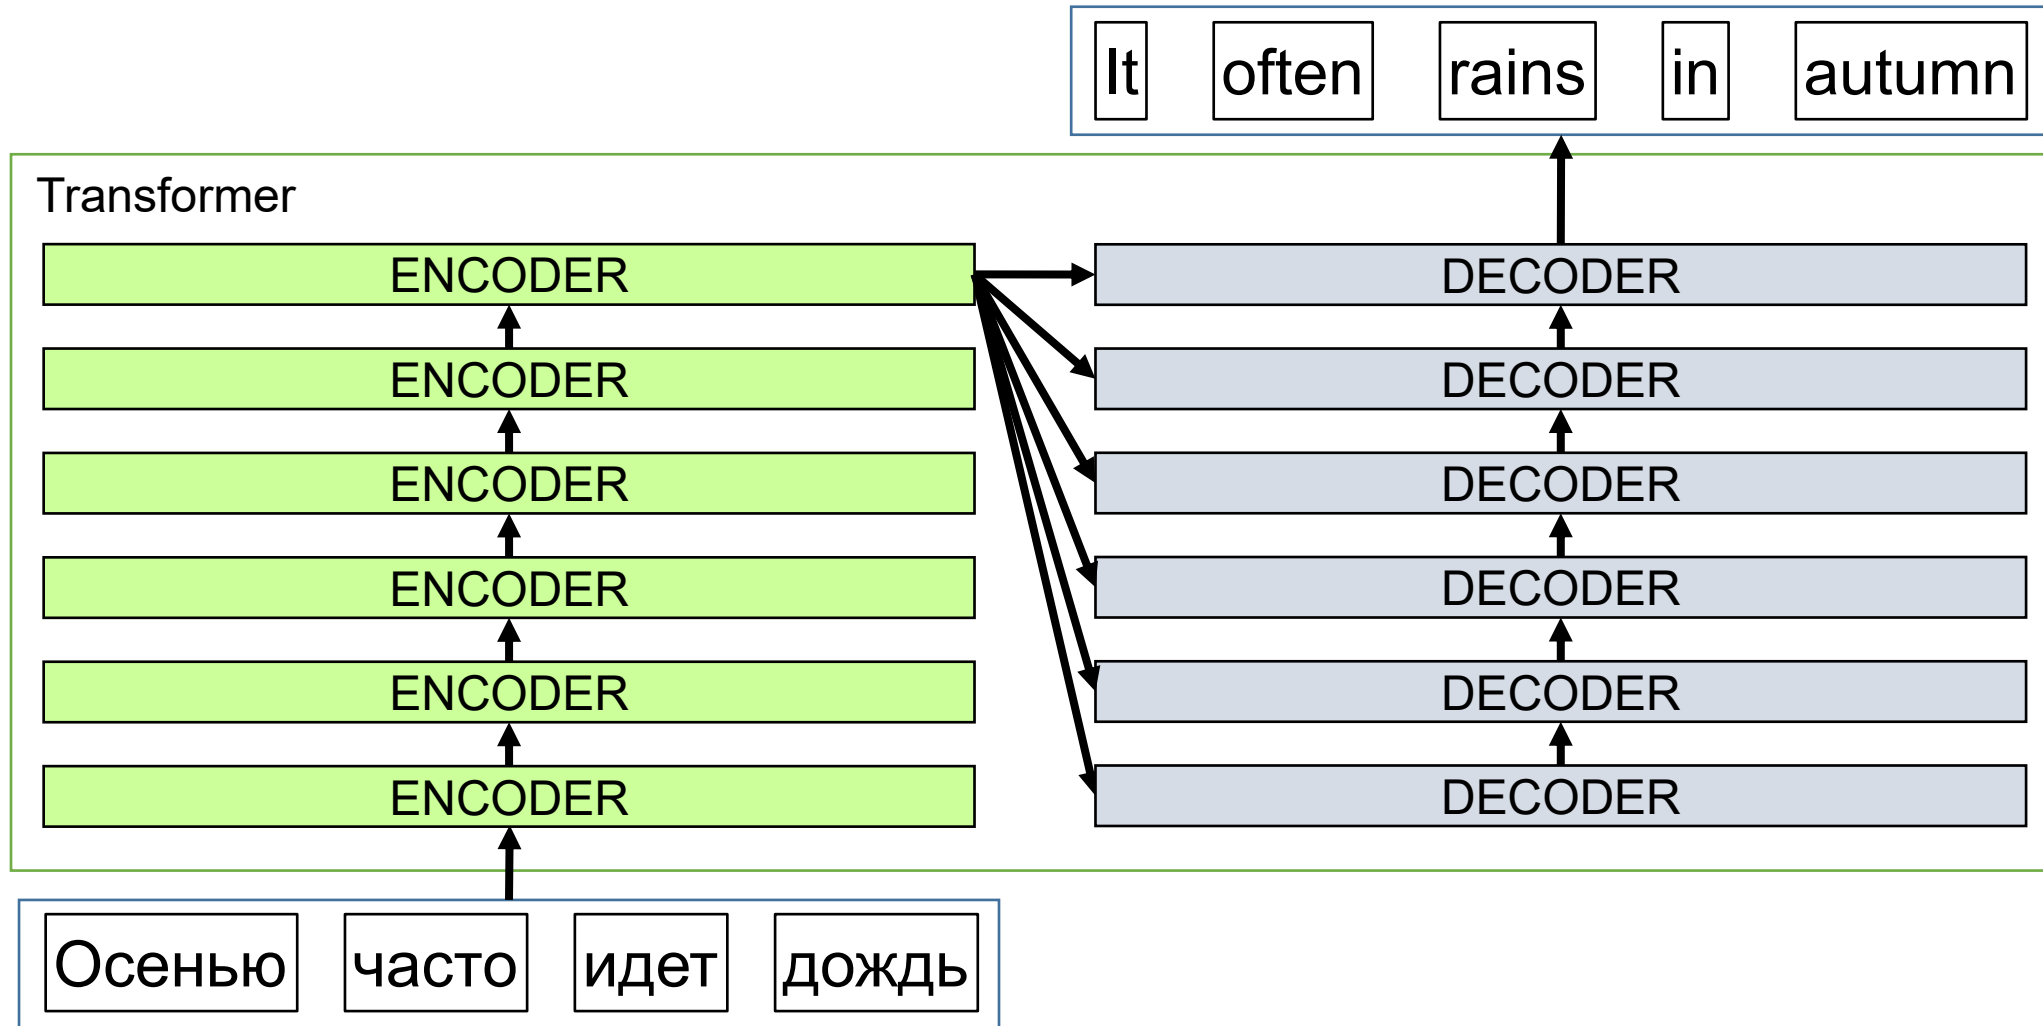 It often rains in autumn
Transformer
ENCODER DECODER
ENCODER DECODER
ENCODER DECODER
ENCODER DECODER
ENCODER DECODER
ENCODER DECODER
Осенью часто идет дождь